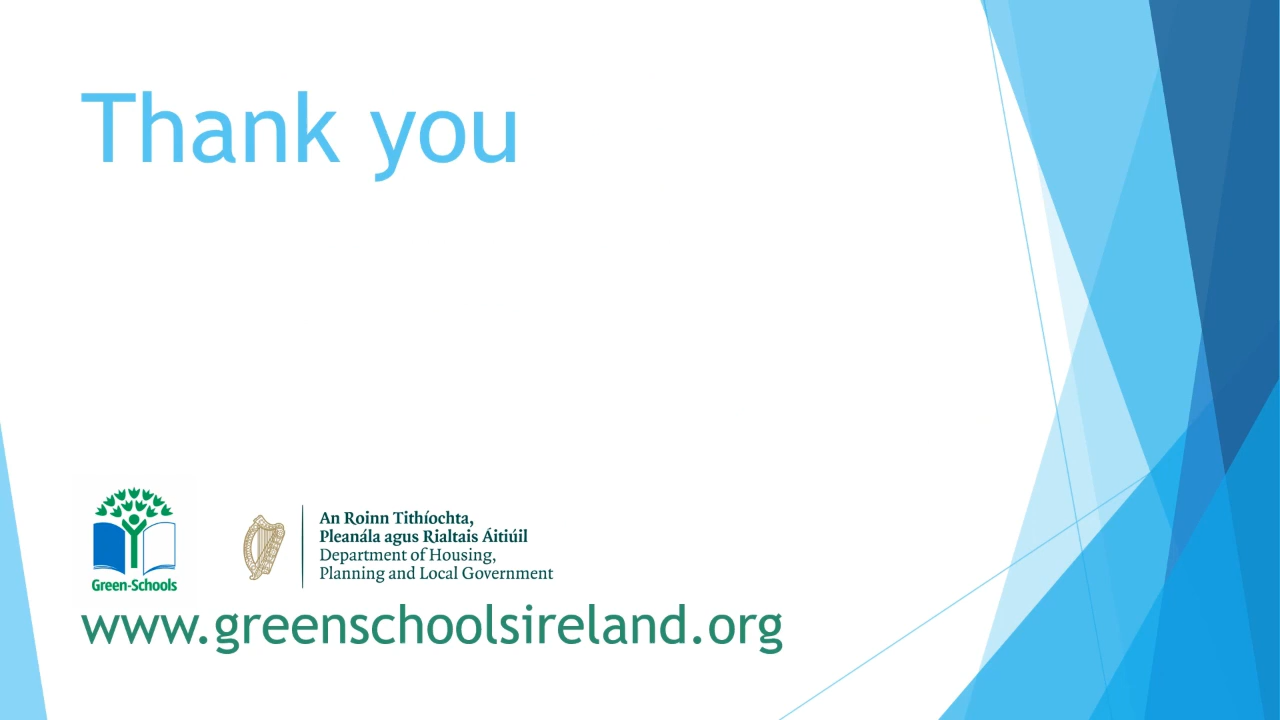 Thank you
Green-Schools
An Roinn Tithíochta,
Pleanála agus Rialtais Áitiúil
Department of Housing,
Planning and Local Government
www.greenschoolsireland.org